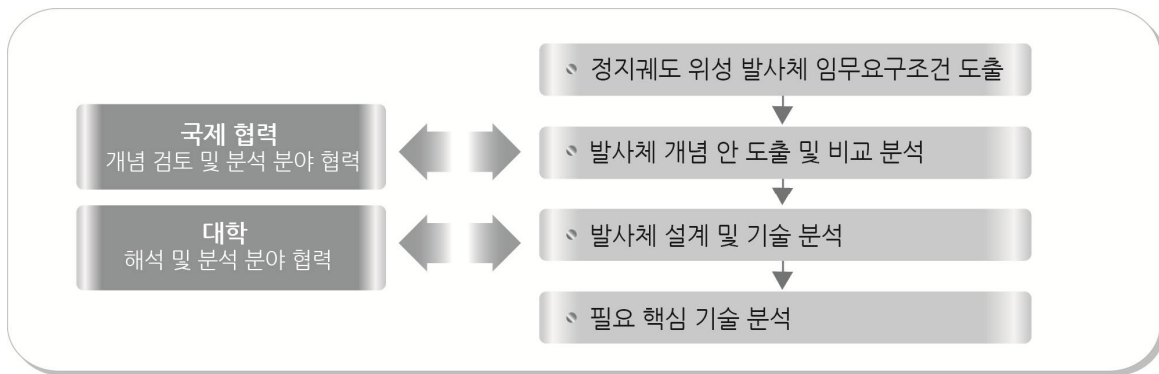 정지궤도 위성 발사체 임무요구조건 도출
국제 협력
개념 검토 및 분석 분야 협력
발사체 개념 안 도출 및 비교 분석
대학
해석 및 분석 분야 협력
발사체 설계 및 기술 분석
필요 핵심 기술 분석